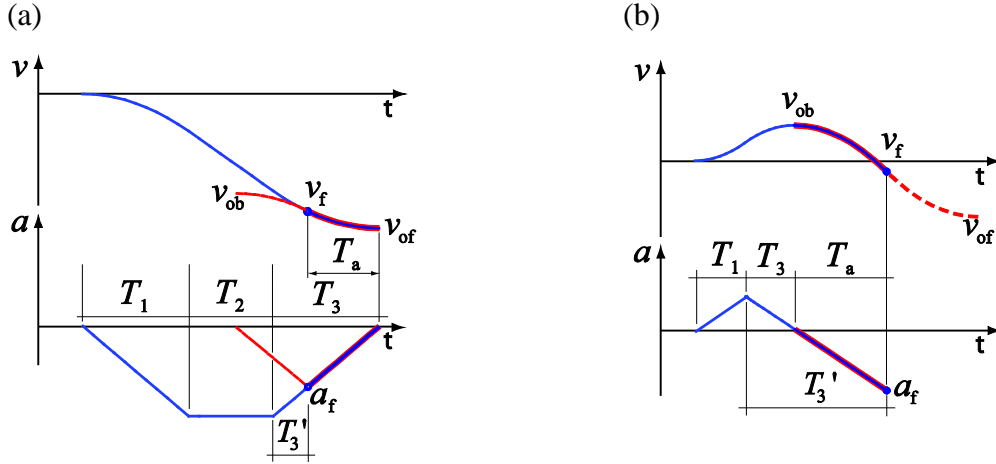 (a)
v
t
v_ob
v_f
v_of
a
T_a
T_1
T_2
T_3
t
a_f
T_3'
(b)
v
v_ob
v_f
t
v_of
a
T_1
T_3
T_a
t
T_3'
a_f